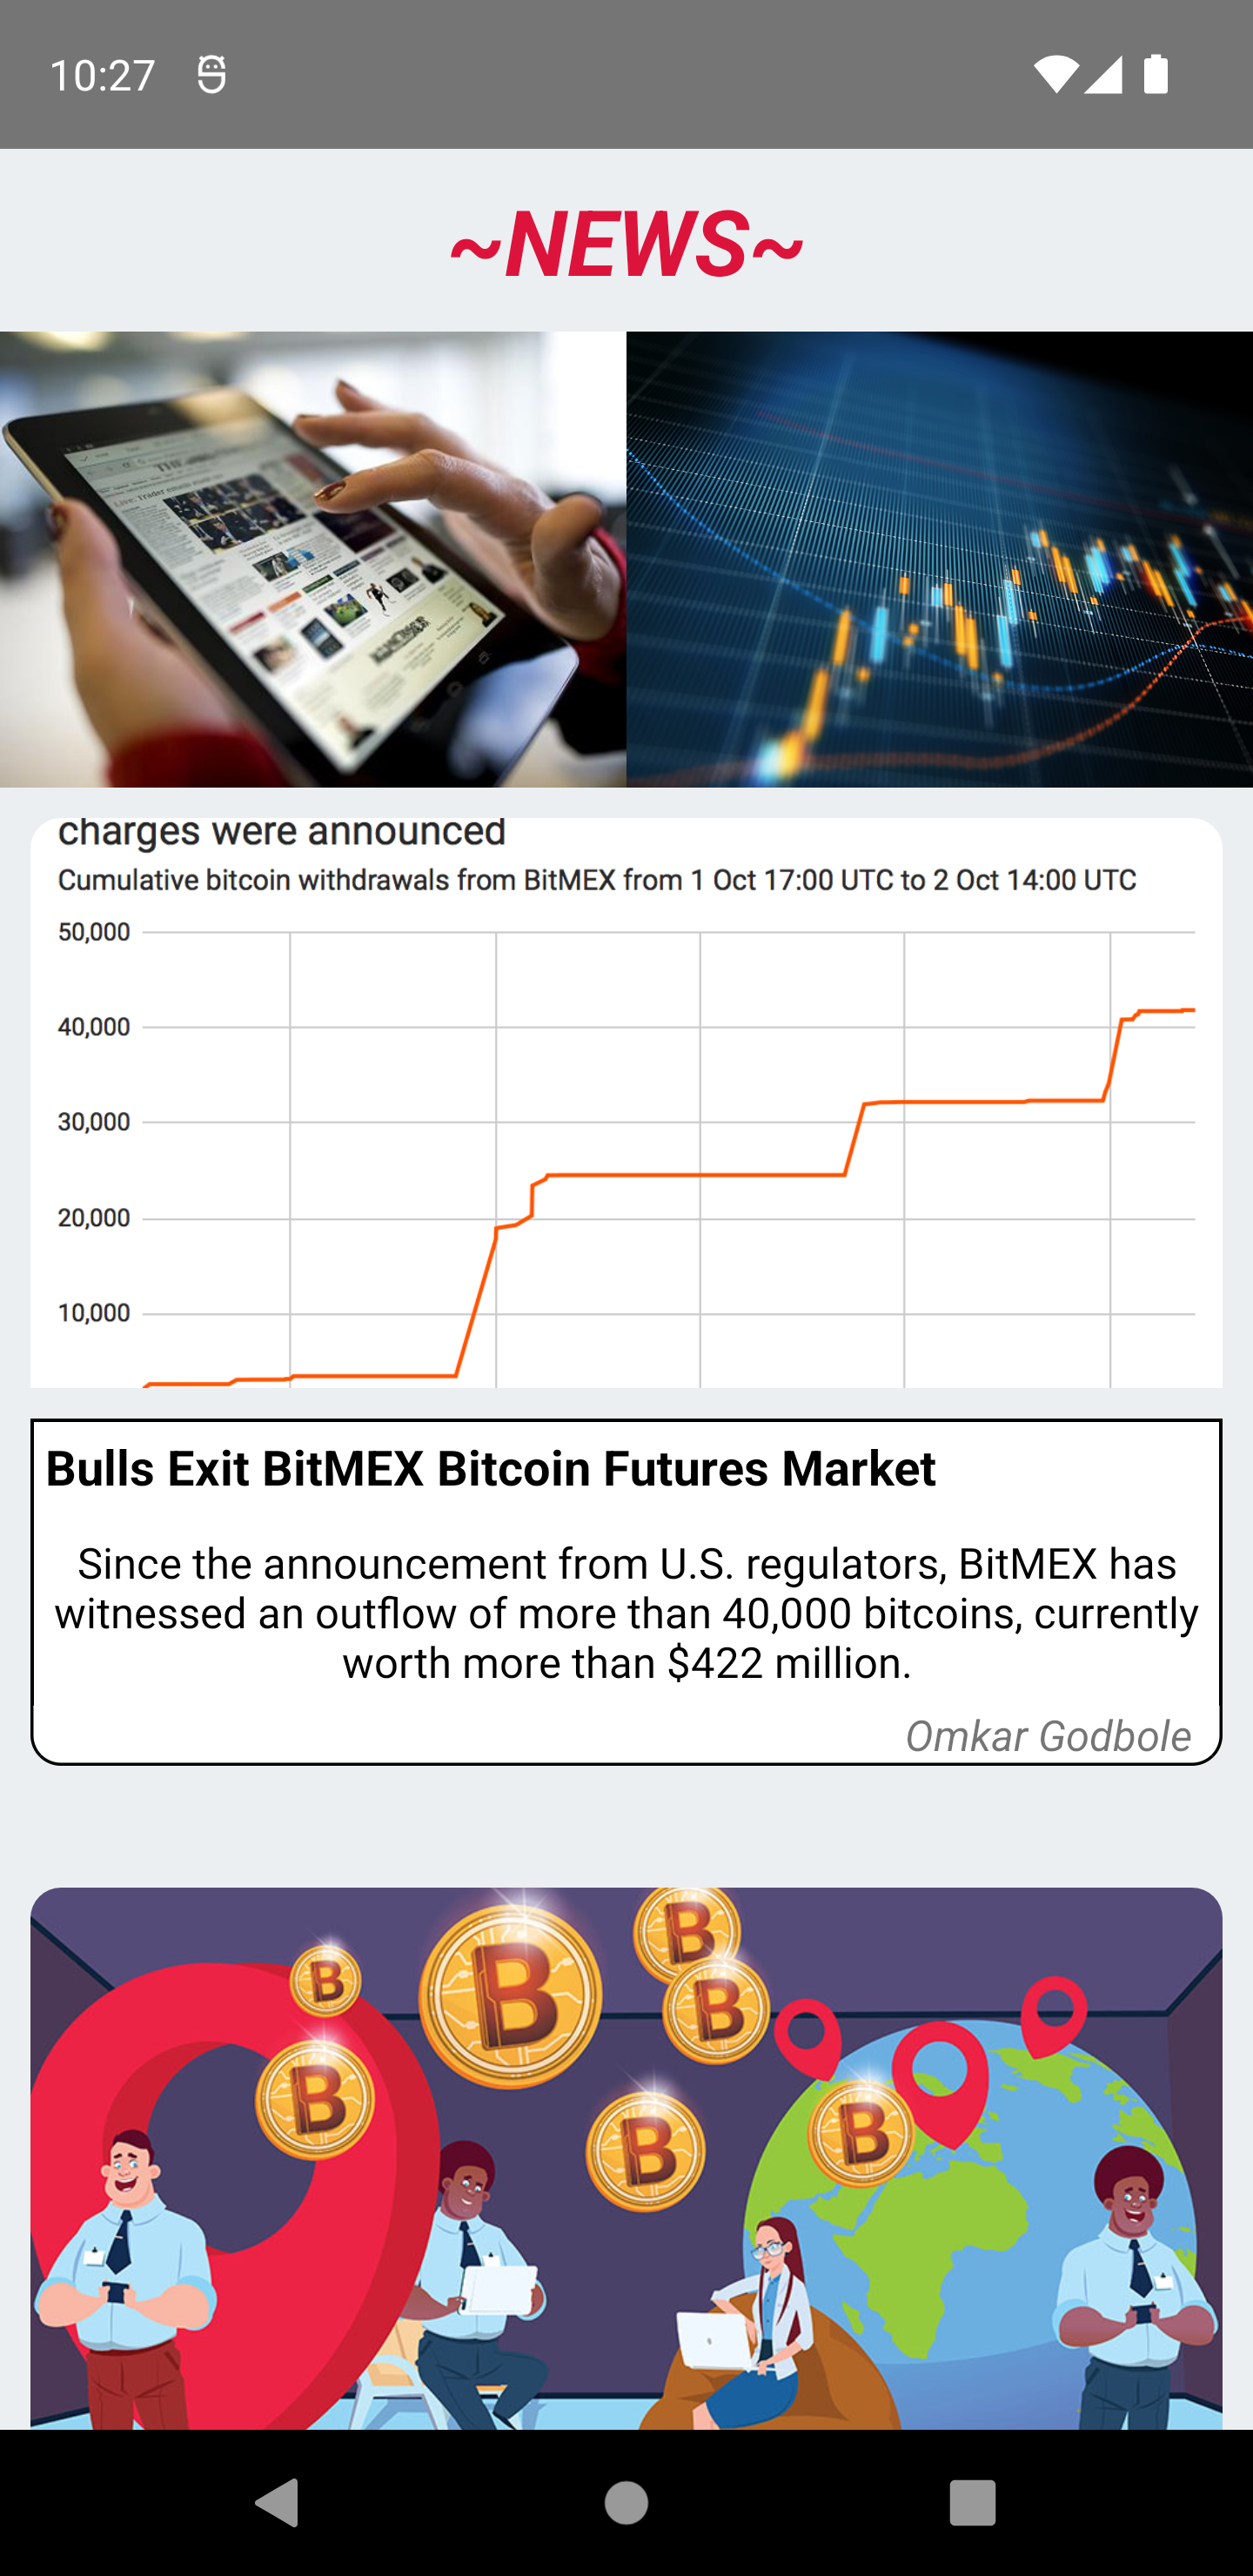 10:27
~NEWS~
charges were announced
Cumulative bitcoin withdrawals from BitMEX from 1 Oct 17:00 UTC to 2 Oct 14:00 UTC
50,000
40,000
30,000
20,000
10,000
Bulls Exit BitMEX Bitcoin Futures Market
Since the announcement from U.S. regulators, BitMEX has
witnessed an outflow of more than 40,000 bitcoins, currently
worth more than $422 million.
Omkar Godbole